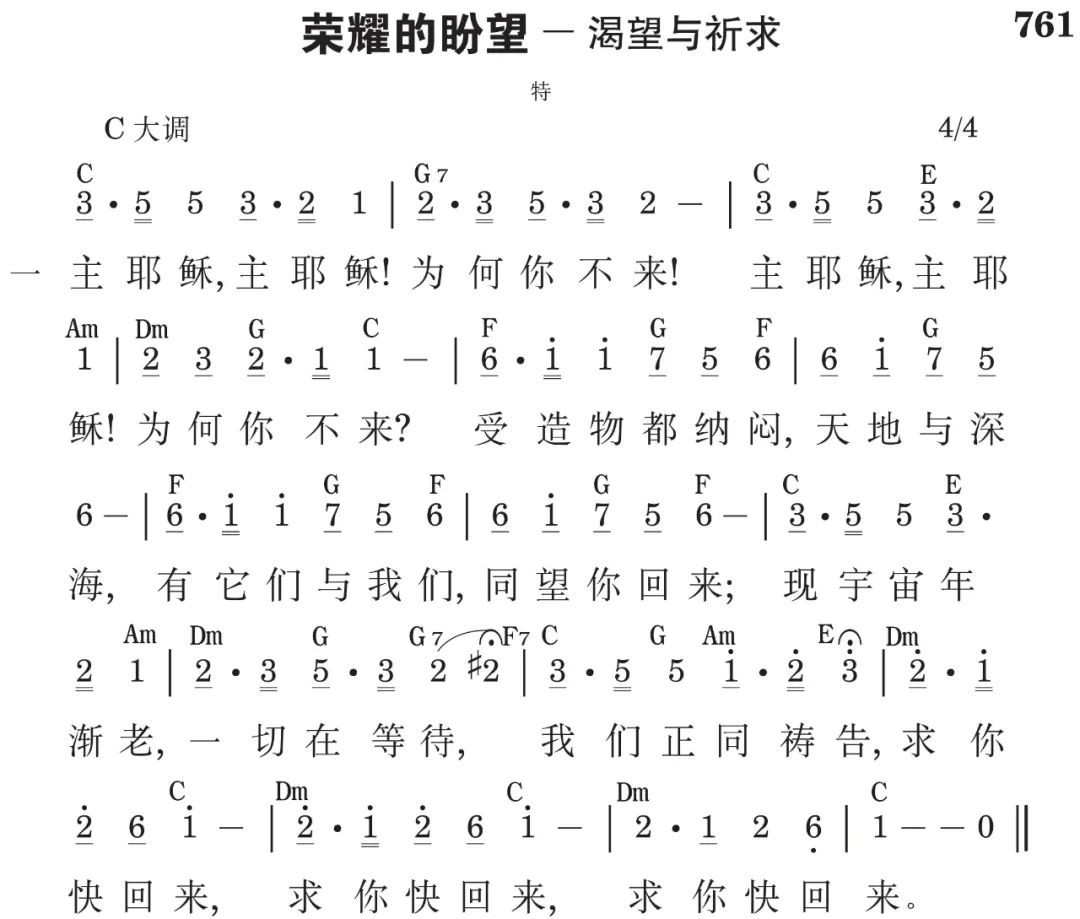 荣耀的盼望 — 渴望与祈求 761
特
C 大调 4/4
C G7 C E
3 · 5 5 3 · 2 1 | 2 · 3 5 · 3 2 — | 3 · 5 5 3 · 2
一 主 耶 稣, 主 耶 稣! 为 何 你 不 来! 主 耶 稣, 主 耶
Am Dm G C F G F G
1 | 2 3 2 · 1 1 — | 6 · i̇ i̇ 7 5 6 | 6 i̇ 7 5
稣! 为 何 你 不 来? 受 造 物 都 纳 闷, 天 地 与 深
F G F G F C E
6 — | 6 · i̇ i̇ 7 5 6 | 6 i̇ 7 5 6 — | 3 · 5 5 3 ·
海, 有 它 们 与 我 们, 同 望 你 回 来; 现 宇 宙 年
Am Dm G G7 F7 C G Am E Dm
2 1 | 2 · 3 5 · 3 2 #2 | 3 · 5 5 1̇ · 2̇ 3̇ | 2̇ · 1̇
渐 老, 一 切 在 等 待, 我 们 正 同 祷 告, 求 你
C Dm C Dm C
2̇ 6 1̇ — | 2̇ · 1̇ 2̇ 6 1̇ — | 2 · 1 2 6̣ | 1 — — 0 ‖
快 回 来, 求 你 快 回 来, 求 你 快 回 来。